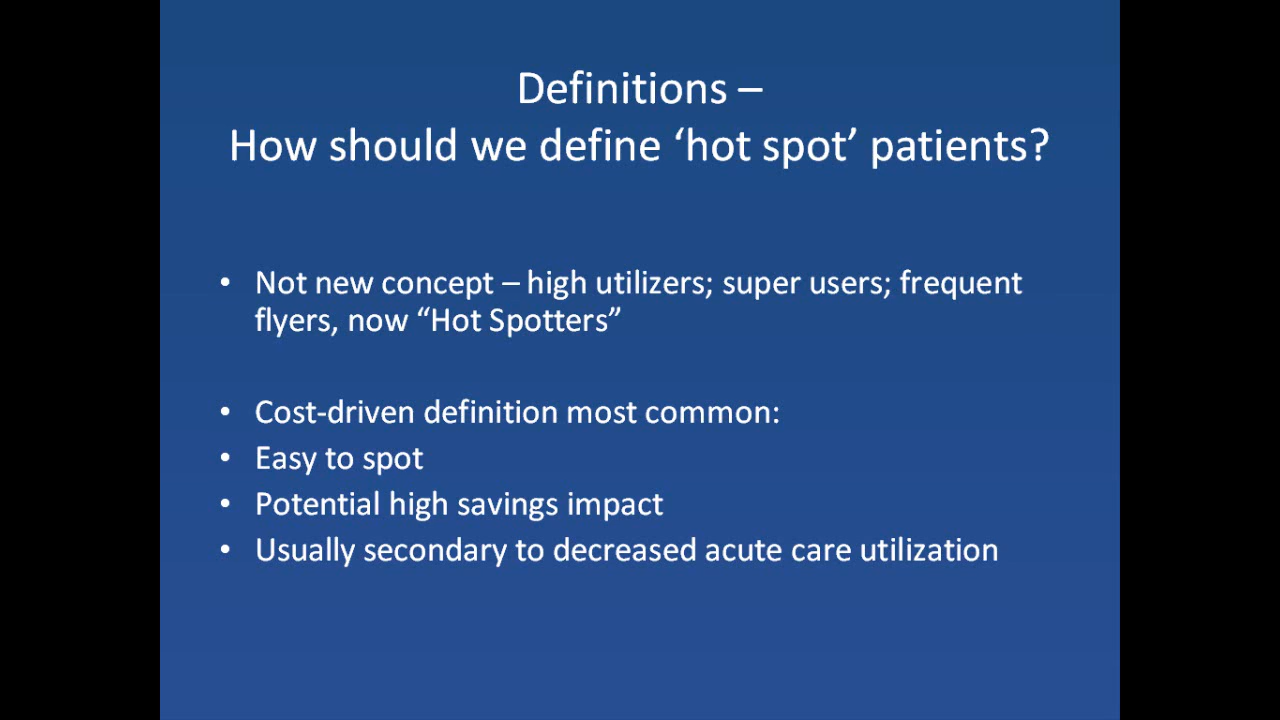 Definitions –
How should we define ‘hot spot’ patients?
• Not new concept – high utilizers; super users; frequent
flyers, now “Hot Spotters”
• Cost-driven definition most common:
• Easy to spot
• Potential high savings impact
• Usually secondary to decreased acute care utilization